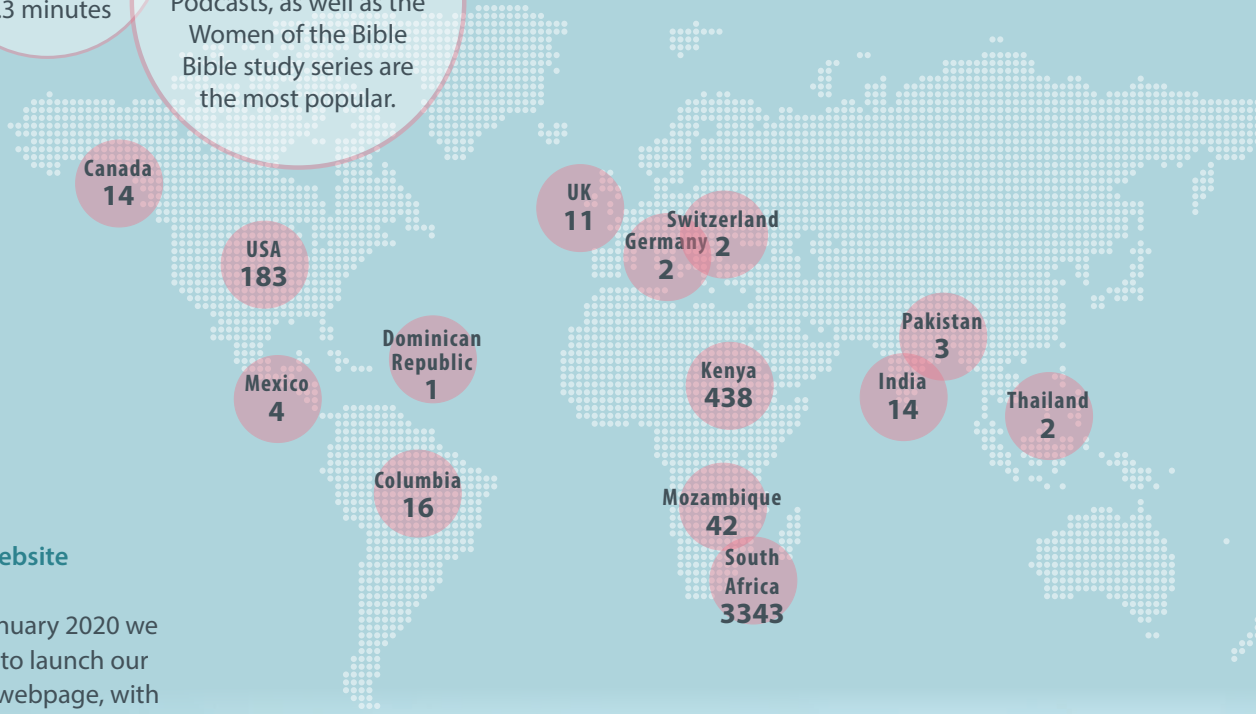 .3 minutes
Podcasts, as well as the
Women of the Bible
Bible study series are
the most popular.
Canada
14
USA
183
Mexico
4
Dominican
Republic
1
Columbia
16
UK
11
Switzerland
2
Germany
2
Kenya
438
Mozambique
42
South
Africa
3343
Pakistan
3
India
14
Thailand
2
ebsite
nuary 2020 we
to launch our
webpage, with